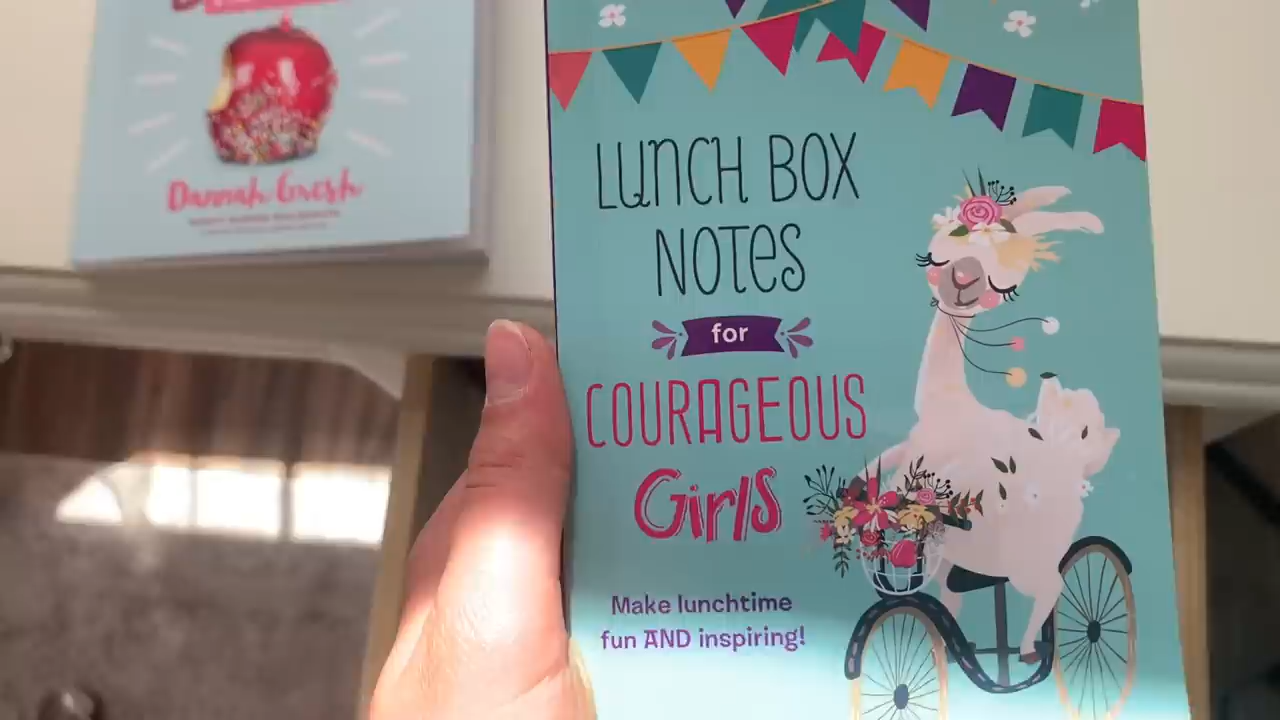 Dannah Gresh
LUNCH BOX
NOTES
for
COURAGEOUS
Girls
Make lunchtime
fun AND inspiring!